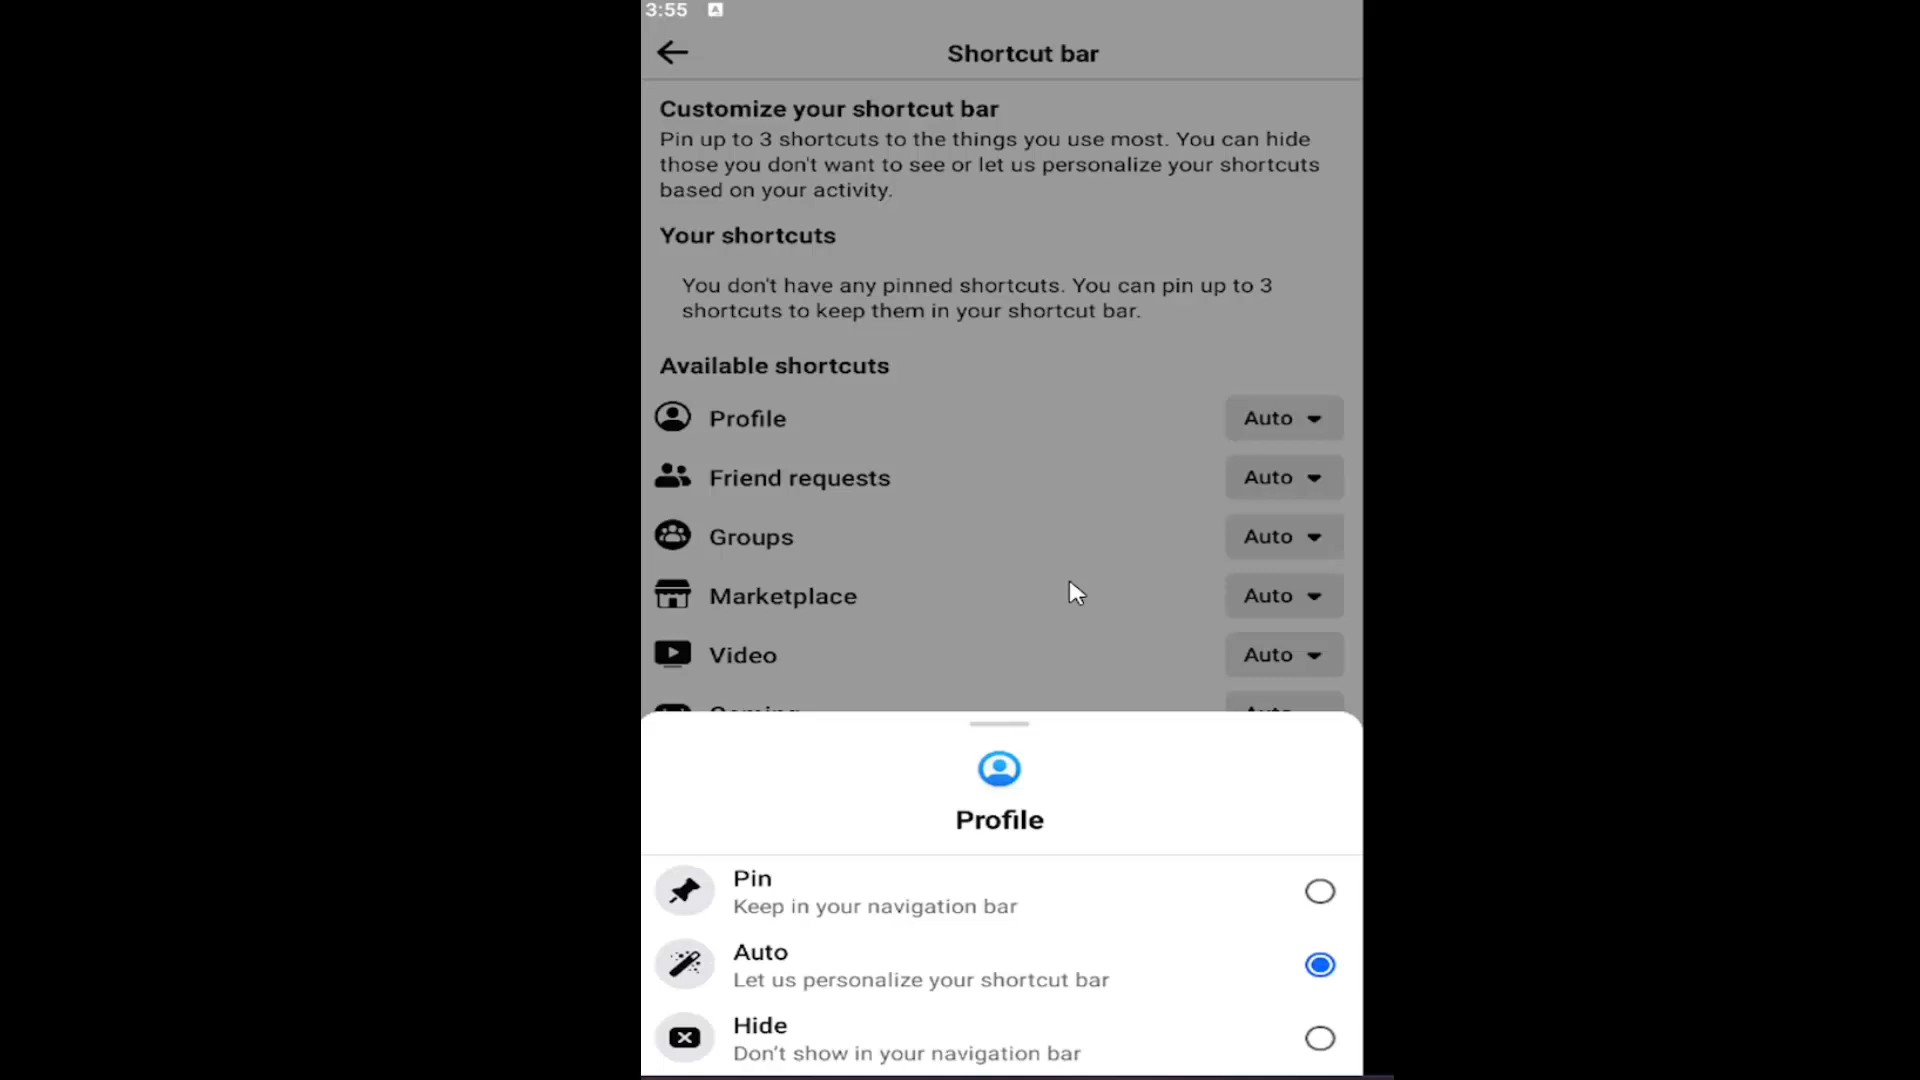 3:55 A
Shortcut bar
Customize your shortcut bar
Pin up to 3 shortcuts to the things you use most. You can hide
those you don't want to see or let us personalize your shortcuts
based on your activity.
Your shortcuts
You don't have any pinned shortcuts. You can pin up to 3
shortcuts to keep them in your shortcut bar.
Available shortcuts
Profile Auto
Friend requests Auto
Groups Auto
Marketplace Auto
Video Auto
Gaming Auto
Profile
Pin
Keep in your navigation bar
Auto
Let us personalize your shortcut bar
Hide
Don't show in your navigation bar